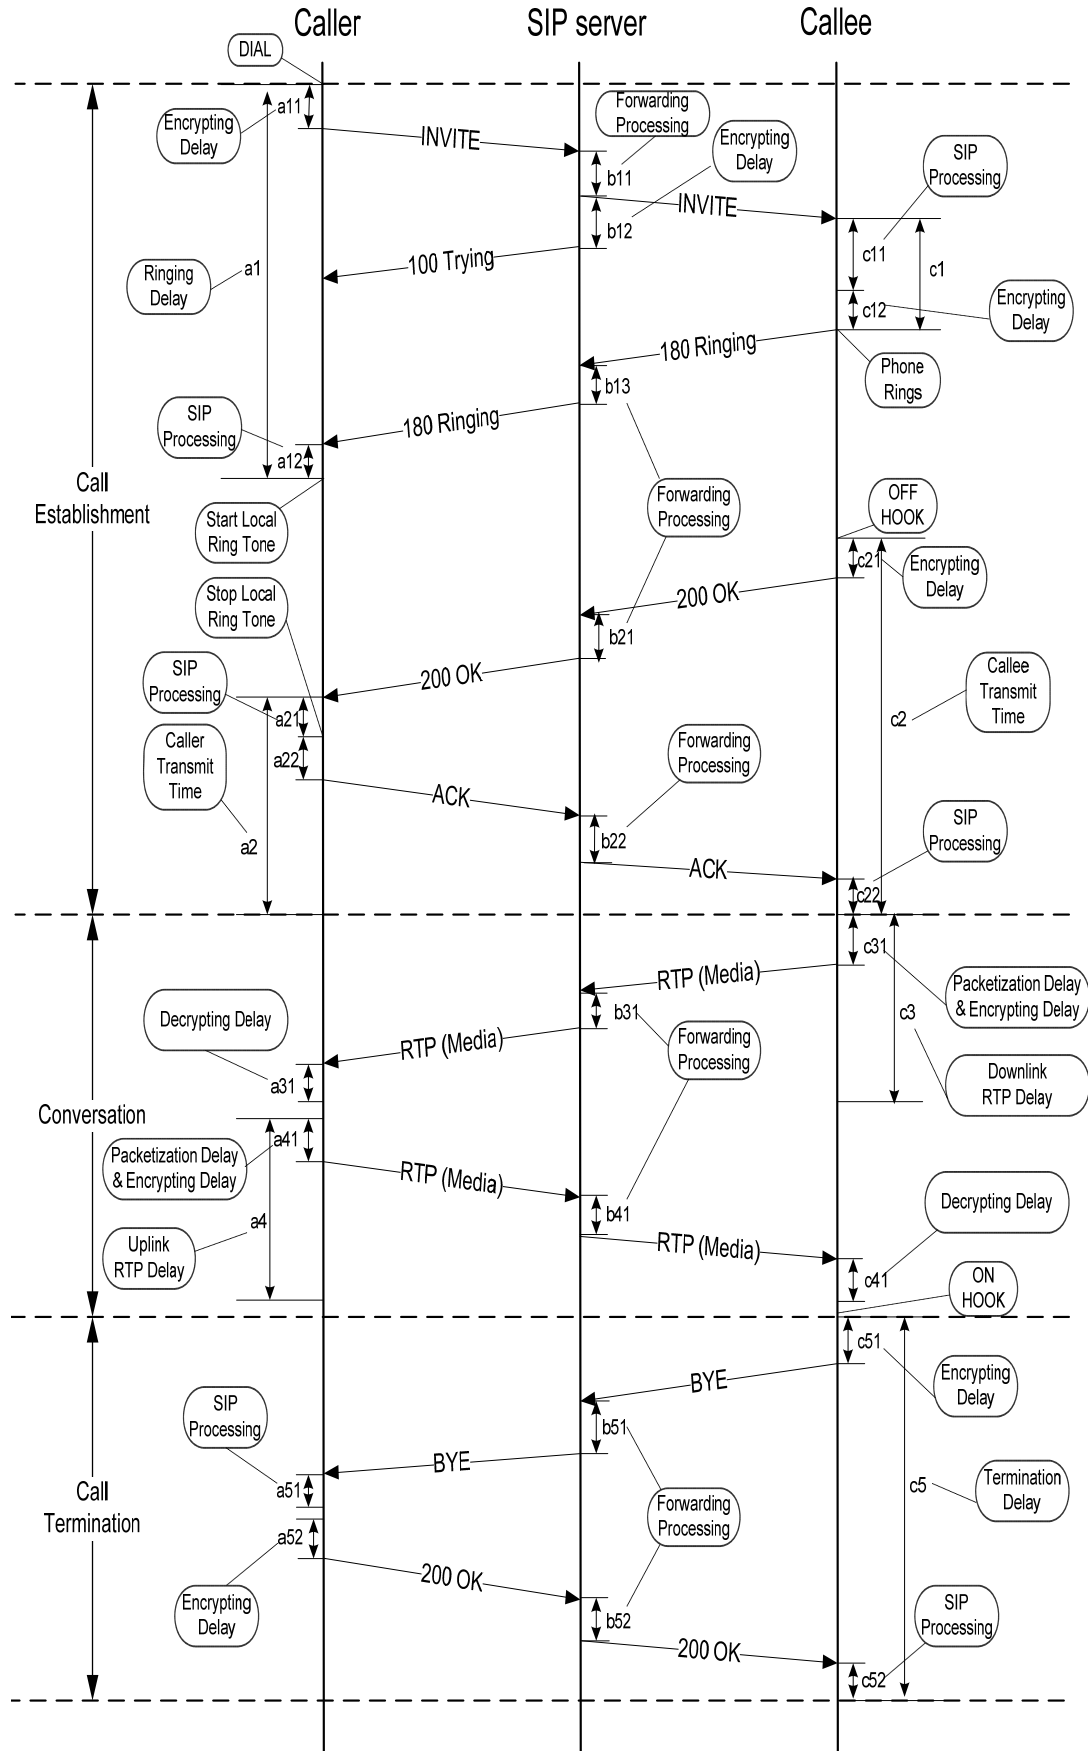 Caller
SIP server
Callee
DIAL
a11
Encrypting
Delay
INVITE
Forwarding
Processing
Encrypting
Delay
b11
SIP
Processing
INVITE
b12
c11
c1
100 Trying
a1
Ringing
Delay
c12
Encrypting
Delay
180 Ringing
Phone
Rings
b13
180 Ringing
SIP
Processing
a12
Call
Establishment
Start Local
Ring Tone
Forwarding
Processing
OFF
HOOK
c21
Encrypting
Delay
Stop Local
Ring Tone
200 OK
b21
200 OK
SIP
Processing
a21
Callee
Transmit
Time
c2
Caller
Transmit
Time
a22
Forwarding
Processing
ACK
a2
b22
SIP
Processing
ACK
c22
c31
RTP (Media)
Packetization Delay
& Encrypting Delay
c3
b31
Decrypting Delay
RTP (Media)
Forwarding
Processing
a31
Downlink
RTP Delay
Conversation
a41
Packetization Delay
& Encrypting Delay
RTP (Media)
b41
Decrypting Delay
a4
Uplink
RTP Delay
RTP (Media)
c41
ON
HOOK
c51
BYE
Encrypting
Delay
SIP
Processing
b51
BYE
a51
c5
Termination
Delay
Call
Termination
Forwarding
Processing
a52
200 OK
Encrypting
Delay
b52
SIP
Processing
200 OK
c52